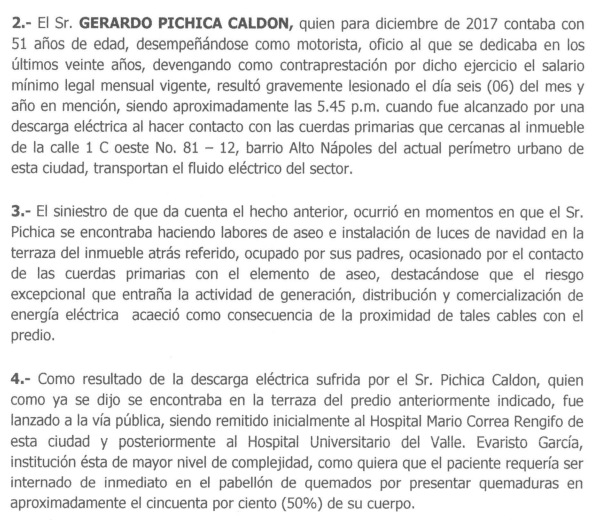 2.- El Sr. GERARDO PICHICA CALDON, quien para diciembre de 2017 contaba con
51 años de edad, desempeñándose como motorista, oficio al que se dedicaba en los
últimos veinte años, devengando como contraprestación por dicho ejercicio el salario
mínimo legal mensual vigente, resultó gravemente lesionado el día seis (06) del mes y
año en mención, siendo aproximadamente las 5.45 p.m. cuando fue alcanzado por una
descarga eléctrica al hacer contacto con las cuerdas primarias que cercanas al inmueble
de la calle 1 C oeste No. 81 – 12, barrio Alto Nápoles del actual perímetro urbano de
esta ciudad, transportan el fluido eléctrico del sector.
3.- El siniestro de que da cuenta el hecho anterior, ocurrió en momentos en que el Sr.
Pichica se encontraba haciendo labores de aseo e instalación de luces de navidad en la
terraza del inmueble atrás referido, ocupado por sus padres, ocasionado por el contacto
de las cuerdas primarias con el elemento de aseo, destacándose que el riesgo
excepcional que entraña la actividad de generación, distribución y comercialización de
energía eléctrica acaeció como consecuencia de la proximidad de tales cables con el
predio.
4.- Como resultado de la descarga eléctrica sufrida por el Sr. Pichica Caldon, quien
como ya se dijo se encontraba en la terraza del predio anteriormente indicado, fue
lanzado a la vía pública, siendo remitido inicialmente al Hospital Mario Correa Rengifo de
esta ciudad y posteriormente al Hospital Universitario del Valle. Evaristo García,
institución ésta de mayor nivel de complejidad, como quiera que el paciente requería ser
internado de inmediato en el pabellón de quemados por presentar quemaduras en
aproximadamente el cincuenta por ciento (50%) de su cuerpo.